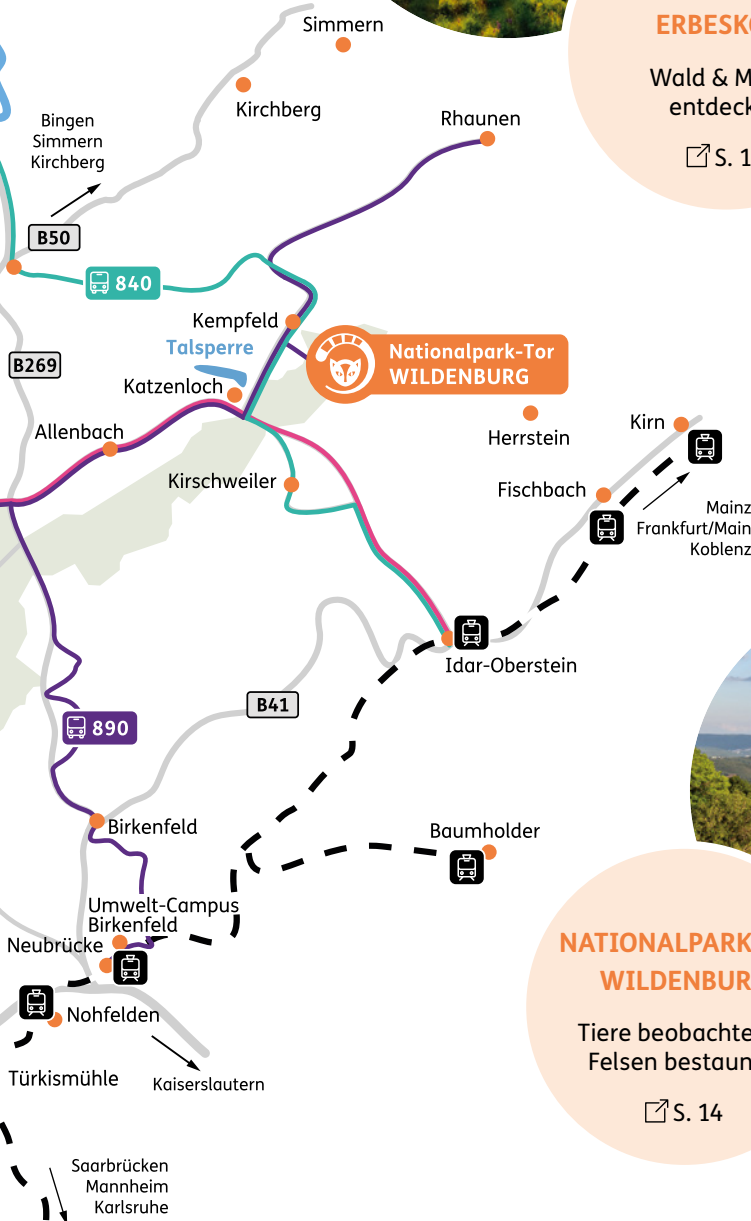 Simmern
ERBESK
Kirchberg
Wald & M
entdeck
Rhaunen
Bingen
Simmern
Kirchberg
S. 1
B50
840
Kempfeld
Talsperre
Nationalpark-Tor
WILDENBURG
B269
Katzenloch
Allenbach
Herrstein
Kirn
Kirschweiler
Fischbach
Mainz
Frankfurt/Main
Koblenz
Idar-Oberstein
B41
890
Birkenfeld
Baumholder
Umwelt-Campus
Birkenfeld
Neubrücke
NATIONALPARK
WILDENBUR
Nohfelden
Tiere beobachte
Felsen bestaun
Türkismühle
Kaiserslautern
S. 14
Saarbrücken
Mannheim
Karlsruhe